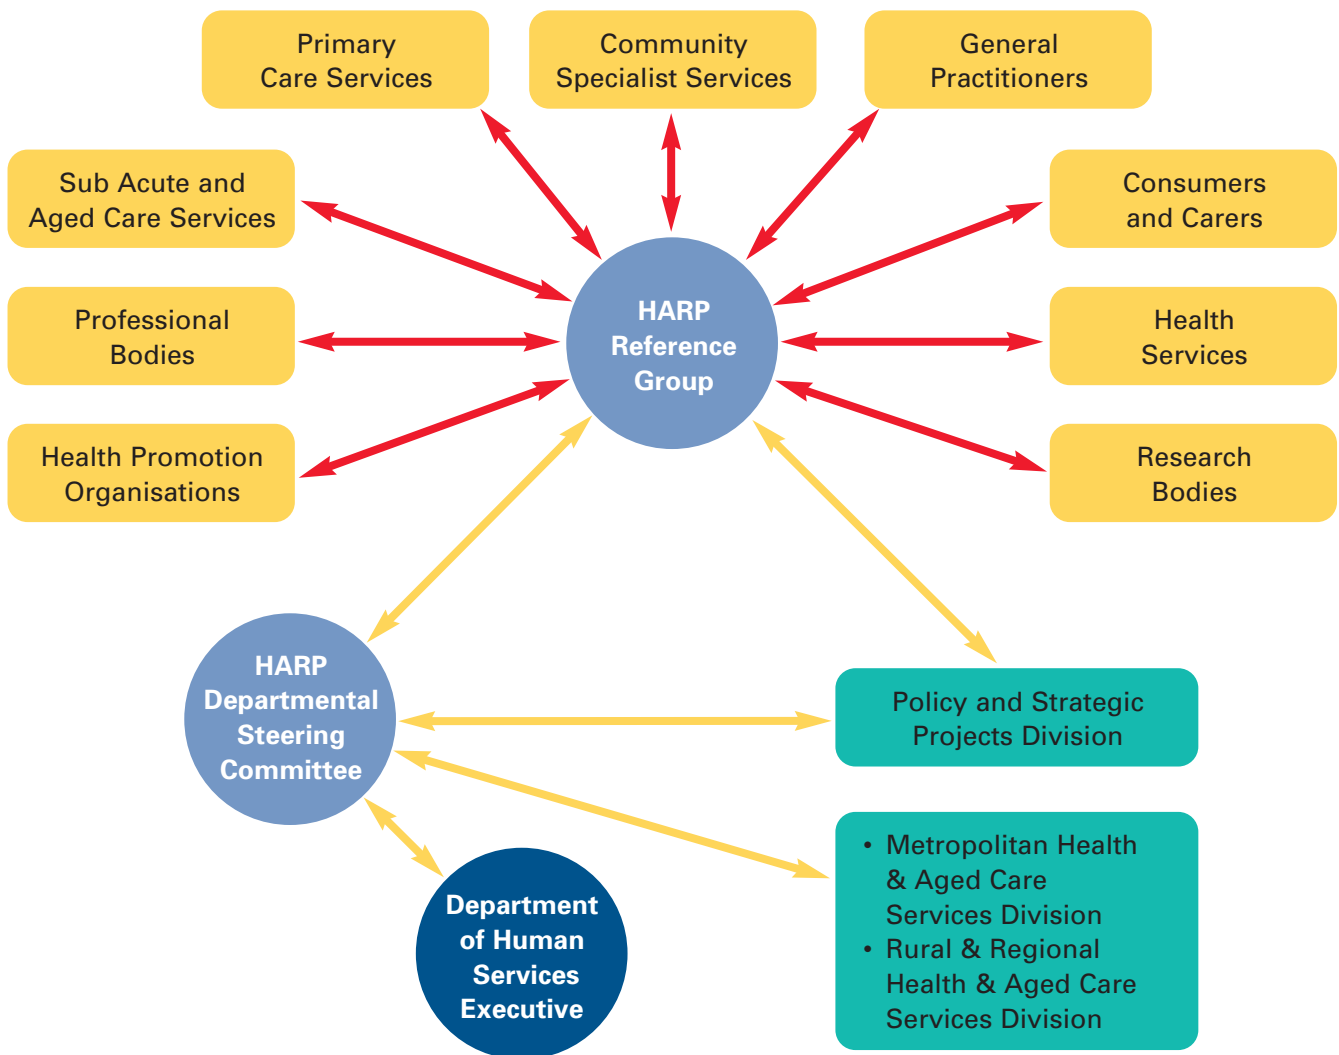 Primary
Care Services
Community
Specialist Services
General
Practitioners
Sub Acute and
Aged Care Services
Consumers
and Carers
Professional
Bodies
HARP
Reference
Group
Health
Services
Health Promotion
Organisations
Research
Bodies
HARP
Departmental
Steering
Committee
Policy and Strategic
Projects Division
Department
of Human
Services
Executive
• Metropolitan Health
& Aged Care
Services Division
• Rural & Regional
Health & Aged Care
Services Division